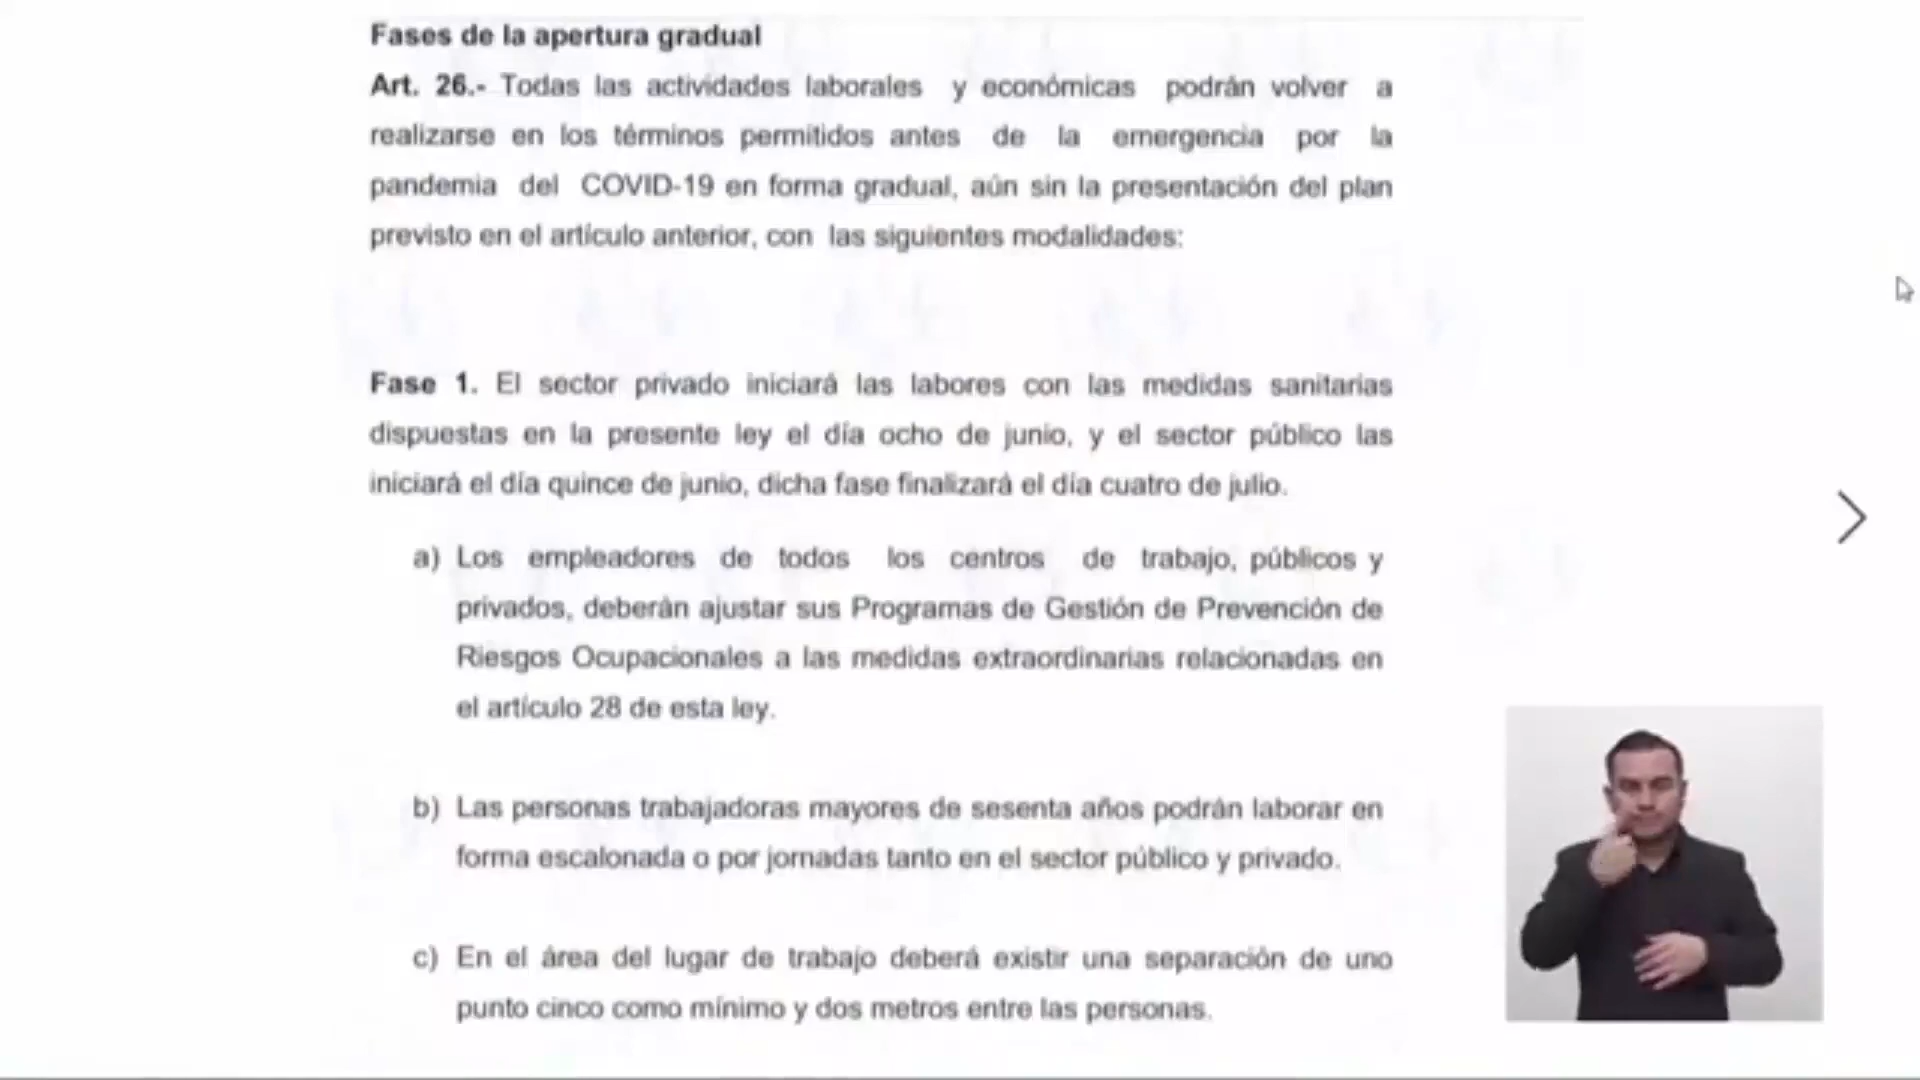 Fases de la apertura gradual
Art. 26.- Todas las actividades laborales y económicas podrán volver a
realizarse en los términos permitidos antes de la emergencia por la
pandemia del COVID-19 en forma gradual, aún sin la presentación del plan
previsto en el artículo anterior, con las siguientes modalidades:
Fase 1. El sector privado iniciará las labores con las medidas sanitarias
dispuestas en la presente ley el día ocho de junio, y el sector público las
iniciará el día quince de junio, dicha fase finalizará el día cuatro de julio.
a) Los empleadores de todos los centros de trabajo, públicos y
privados, deberán ajustar sus Programas de Gestión de Prevención de
Riesgos Ocupacionales a las medidas extraordinarias relacionadas en
el artículo 28 de esta ley.
b) Las personas trabajadoras mayores de sesenta años podrán laborar en
forma escalonada o por jornadas tanto en el sector público y privado.
c) En el área del lugar de trabajo deberá existir una separación de uno
punto cinco como mínimo y dos metros entre las personas.